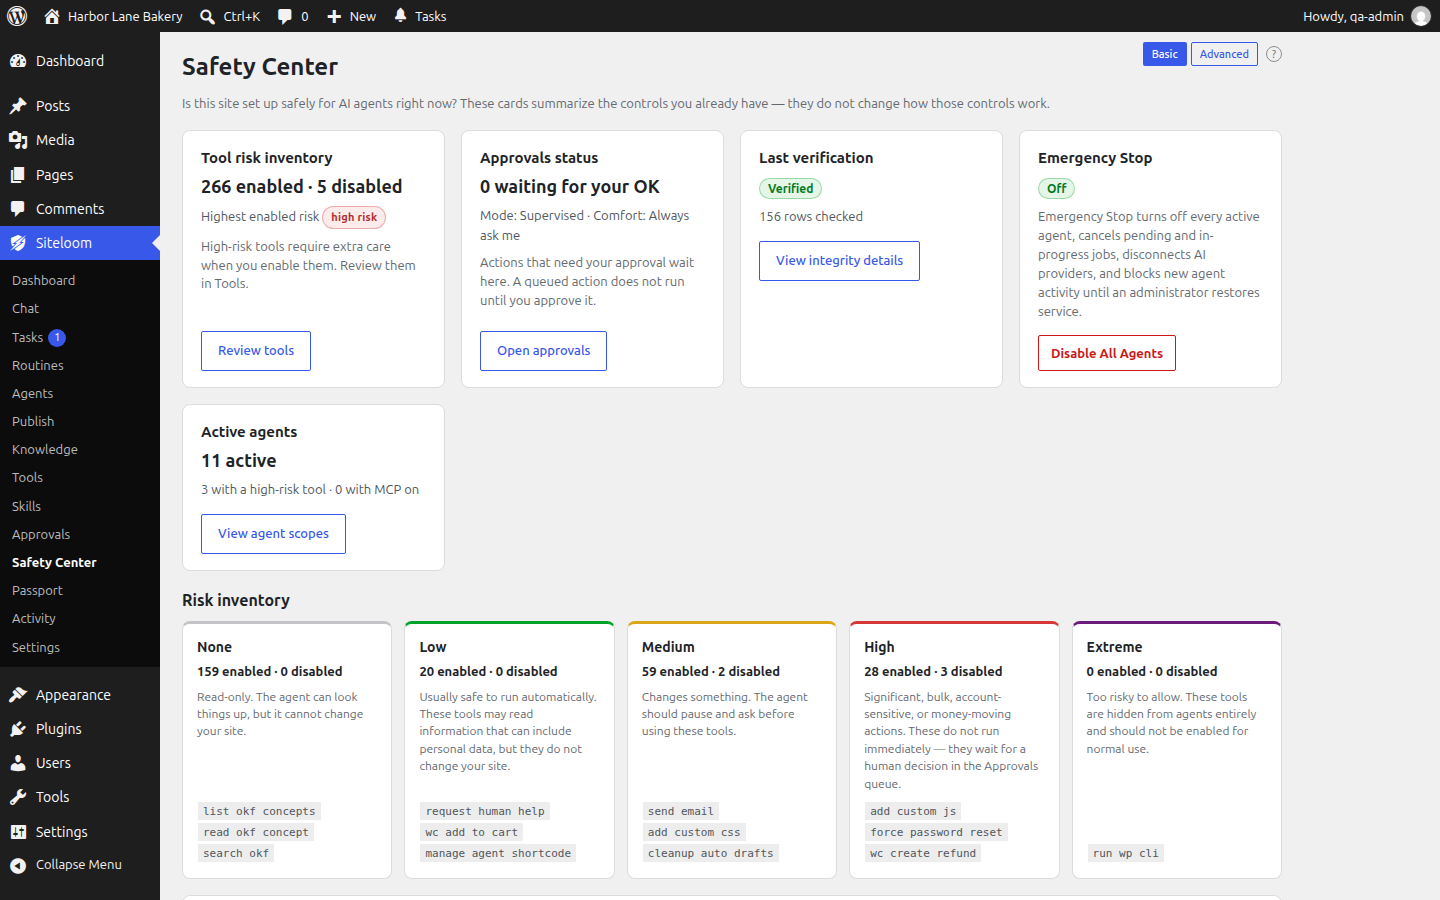 Harbor Lane Bakery
Ctrl+K
0
New
Tasks
Howdy, qa-admin
Dashboard
Posts
Media
Pages
Comments
Siteloom
Dashboard
Chat
Tasks 1
Routines
Agents
Publish
Knowledge
Tools
Skills
Approvals
Safety Center
Passport
Activity
Settings
Appearance
Plugins
Users
Tools
Settings
Collapse Menu
Safety Center
Basic
Advanced
?
Is this site set up safely for AI agents right now? These cards summarize the controls you already have — they do not change how those controls work.
Tool risk inventory
266 enabled · 5 disabled
Highest enabled risk high risk
High-risk tools require extra care
when you enable them. Review them
in Tools.
Review tools
Approvals status
0 waiting for your OK
Mode: Supervised · Comfort: Always
ask me
Actions that need your approval wait
here. A queued action does not run
until you approve it.
Open approvals
Last verification
Verified
156 rows checked
View integrity details
Emergency Stop
Off
Emergency Stop turns off every active
agent, cancels pending and in-
progress jobs, disconnects AI
providers, and blocks new agent
activity until an administrator restores
service.
Disable All Agents
Active agents
11 active
3 with a high-risk tool · 0 with MCP on
View agent scopes
Risk inventory
None
159 enabled · 0 disabled
Read-only. The agent can look
things up, but it cannot change
your site.
list okf concepts
read okf concept
search okf
Low
20 enabled · 0 disabled
Usually safe to run automatically.
These tools may read
information that can include
personal data, but they do not
change your site.
request human help
wc add to cart
manage agent shortcode
Medium
59 enabled · 2 disabled
Changes something. The agent
should pause and ask before
using these tools.
send email
add custom css
cleanup auto drafts
High
28 enabled · 3 disabled
Significant, bulk, account-
sensitive, or money-moving
actions. These do not run
immediately — they wait for a
human decision in the Approvals
queue.
add custom js
force password reset
wc create refund
Extreme
0 enabled · 0 disabled
Too risky to allow. These tools
are hidden from agents entirely
and should not be enabled for
normal use.
run wp cli